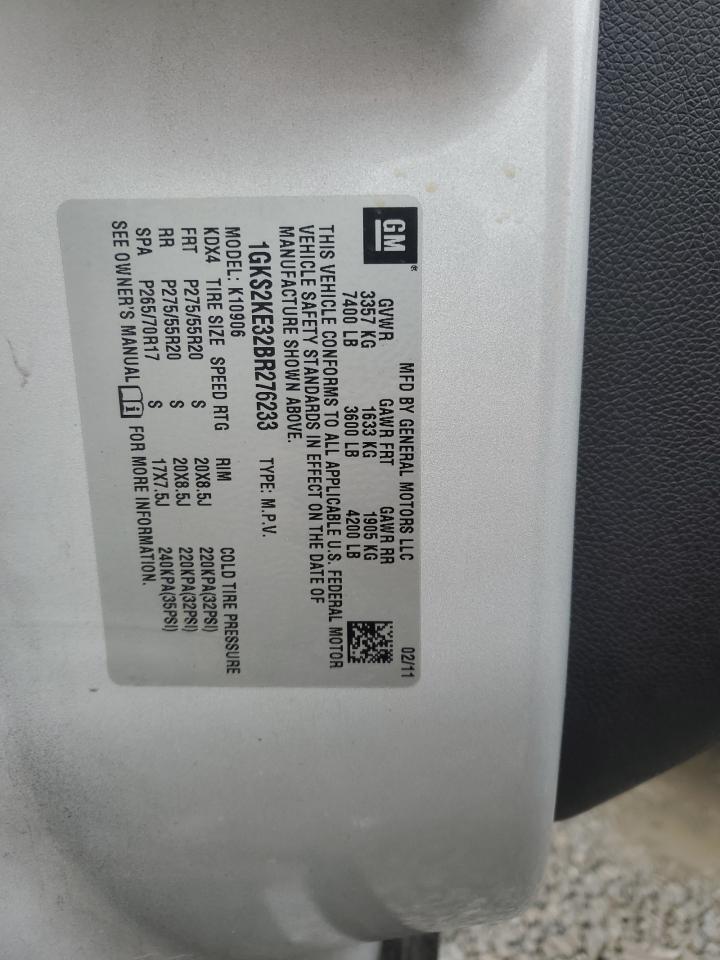 GM
MFD BY GENERAL MOTORS LLC 02/11
GVWR GAWR FRT GAWR RR
3357 KG 1633 KG 1905 KG
7400 LB 3600 LB 4200 LB
THIS VEHICLE CONFORMS TO ALL APPLICABLE U.S. FEDERAL MOTOR
VEHICLE SAFETY STANDARDS IN EFFECT ON THE DATE OF
MANUFACTURE SHOWN ABOVE.
1GKS2KE32BR276233 TYPE: M.P.V.
MODEL: K10906
KDX4 TIRE SIZE SPEED RTG RIM COLD TIRE PRESSURE
FRT P275/55R20 S 20X8.5J 220KPA(32PSI)
RR P275/55R20 S 20X8.5J 220KPA(32PSI)
SPA P265/70R17 S 17X7.5J 240KPA(35PSI)
SEE OWNER'S MANUAL i FOR MORE INFORMATION.